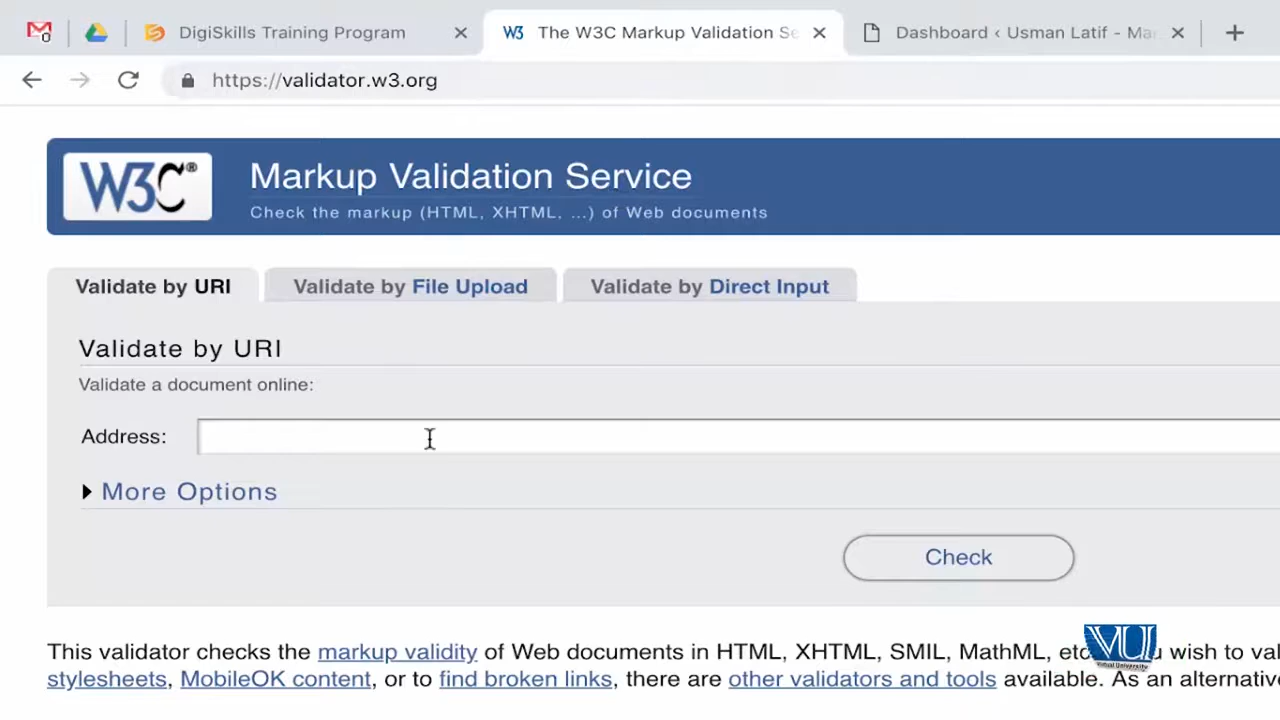 DigiSkills Training Program
The W3C Markup Validation Se
Dashboard ‹ Usman Latif - Mar
https://validator.w3.org
W3C®
Markup Validation Service
Check the markup (HTML, XHTML, ...) of Web documents
Validate by URI
Validate by File Upload
Validate by Direct Input
Validate by URI
Validate a document online:
Address:
More Options
Check
This validator checks the markup validity of Web documents in HTML, XHTML, SMIL, MathML, etc wish to val
stylesheets, MobileOK content, or to find broken links, there are other validators and tools available. As an alternative
VU
Virtual University